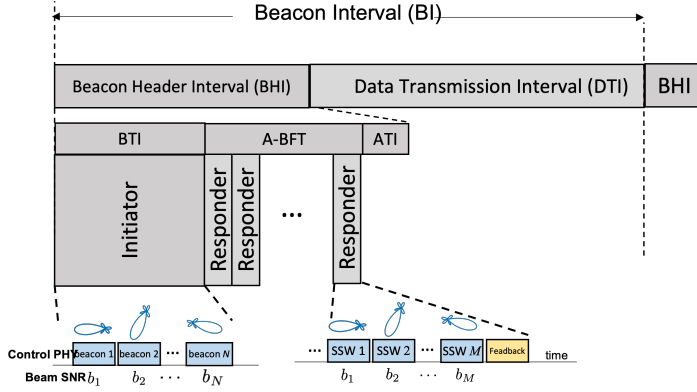 Beacon Interval (BI)
Beacon Header Interval (BHI) Data Transmission Interval (DTI) BHI
BTI A-BFT ATI
Initiator Responder Responder ... Responder
Control PHY beacon 1 beacon 2 ... beacon N ... SSW 1 SSW 2 ... SSW M Feadback time
Beam SNR b1 b2 ... bN b1 b2 ... bM